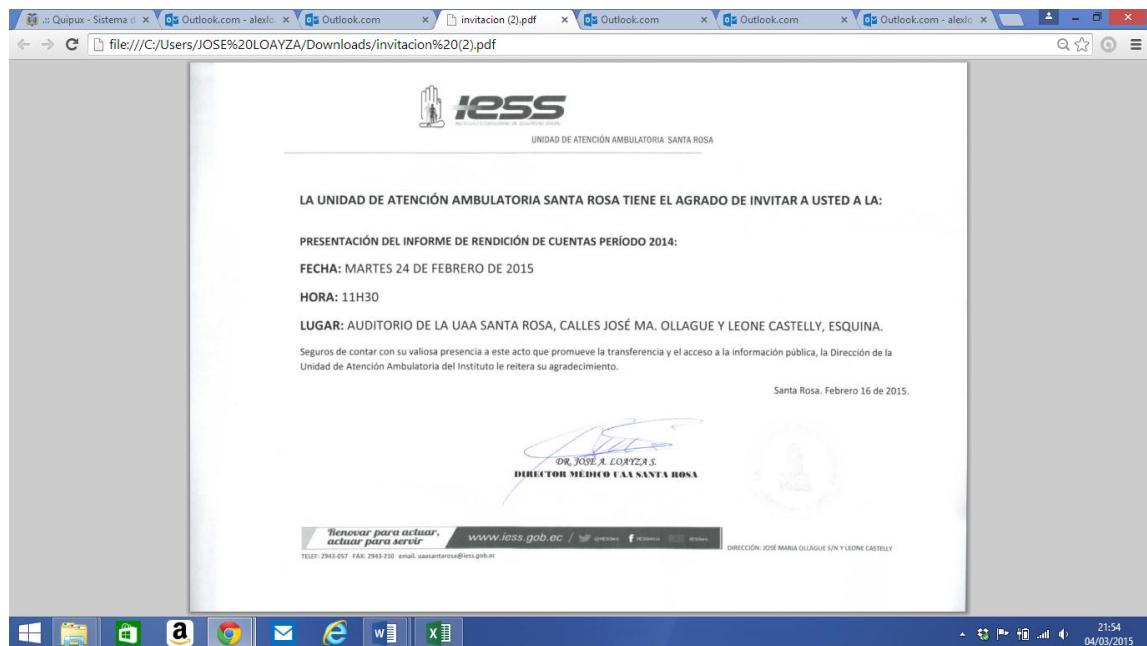 .:: Quipux - Sistema d
Outlook.com - alexlo
Outlook.com
invitacion (2).pdf
Outlook.com
Outlook.com
Outlook.com - alexlo
file:///C:/Users/JOSE%20LOAYZA/Downloads/invitacion%20(2).pdf
IESS
UNIDAD DE ATENCIÓN AMBULATORIA SANTA ROSA
LA UNIDAD DE ATENCIÓN AMBULATORIA SANTA ROSA TIENE EL AGRADO DE INVITAR A USTED A LA:
PRESENTACIÓN DEL INFORME DE RENDICIÓN DE CUENTAS PERÍODO 2014:
FECHA: MARTES 24 DE FEBRERO DE 2015
HORA: 11H30
LUGAR: AUDITORIO DE LA UAA SANTA ROSA, CALLES JOSÉ MA. OLLAGUE Y LEONE CASTELLY, ESQUINA.
Seguros de contar con su valiosa presencia a este acto que promueve la transferencia y el acceso a la información pública, la Dirección de la
Unidad de Atención Ambulatoria del Instituto le reitera su agradecimiento.
Santa Rosa. Febrero 16 de 2015.
DR. JOSÉ A. LOAYZA S.
DIRECTOR MÉDICO UAA SANTA ROSA
Renovar para actuar,
actuar para servir
www.iess.gob.ec /
DIRECCIÓN: JOSÉ MARIA OLLAGUE S/N Y LEONE CASTELLY
TELEF: 2943-057 FAX: 2943-210 email. uaasantarosa@iess.gob.ec
21:54
04/03/2015